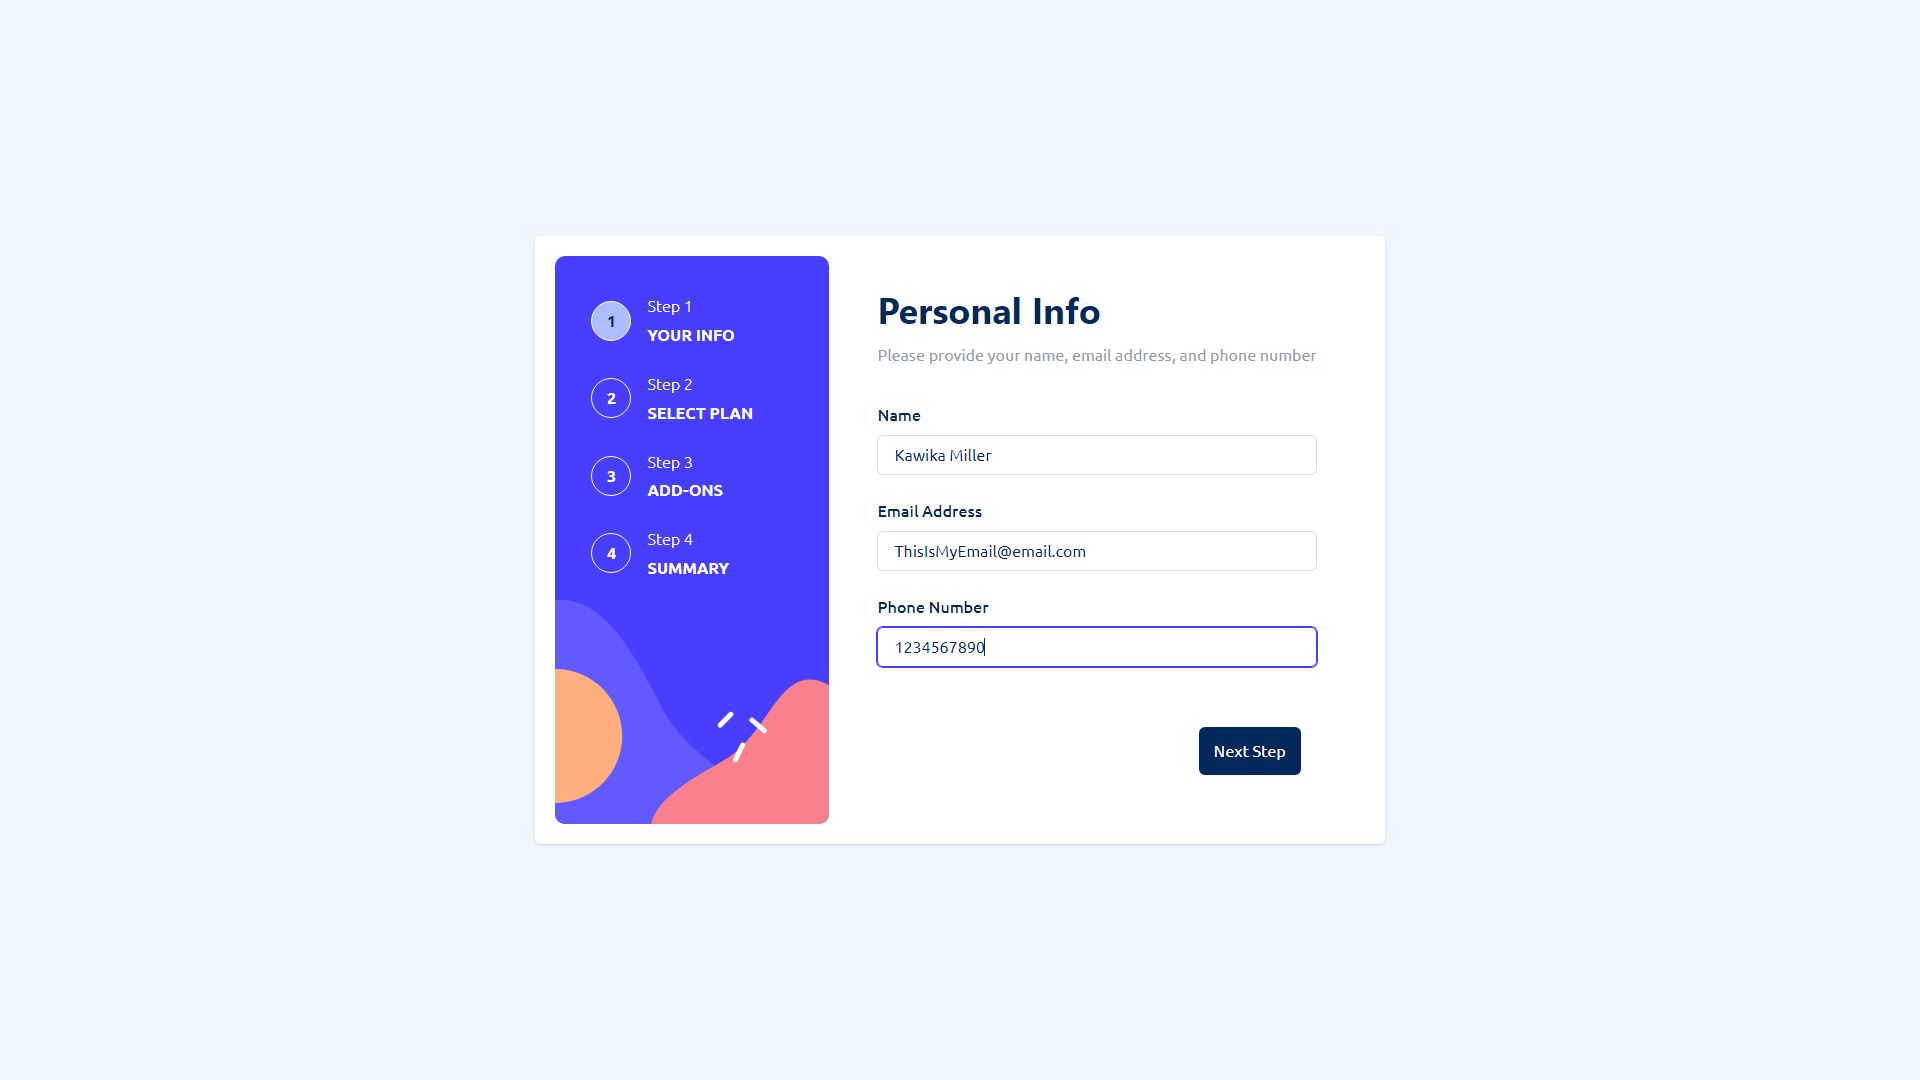 1
Step 1
YOUR INFO
2
Step 2
SELECT PLAN
3
Step 3
ADD-ONS
4
Step 4
SUMMARY
Personal Info
Please provide your name, email address, and phone number
Name
Kawika Miller
Email Address
ThisIsMyEmail@email.com
Phone Number
1234567890
Next Step